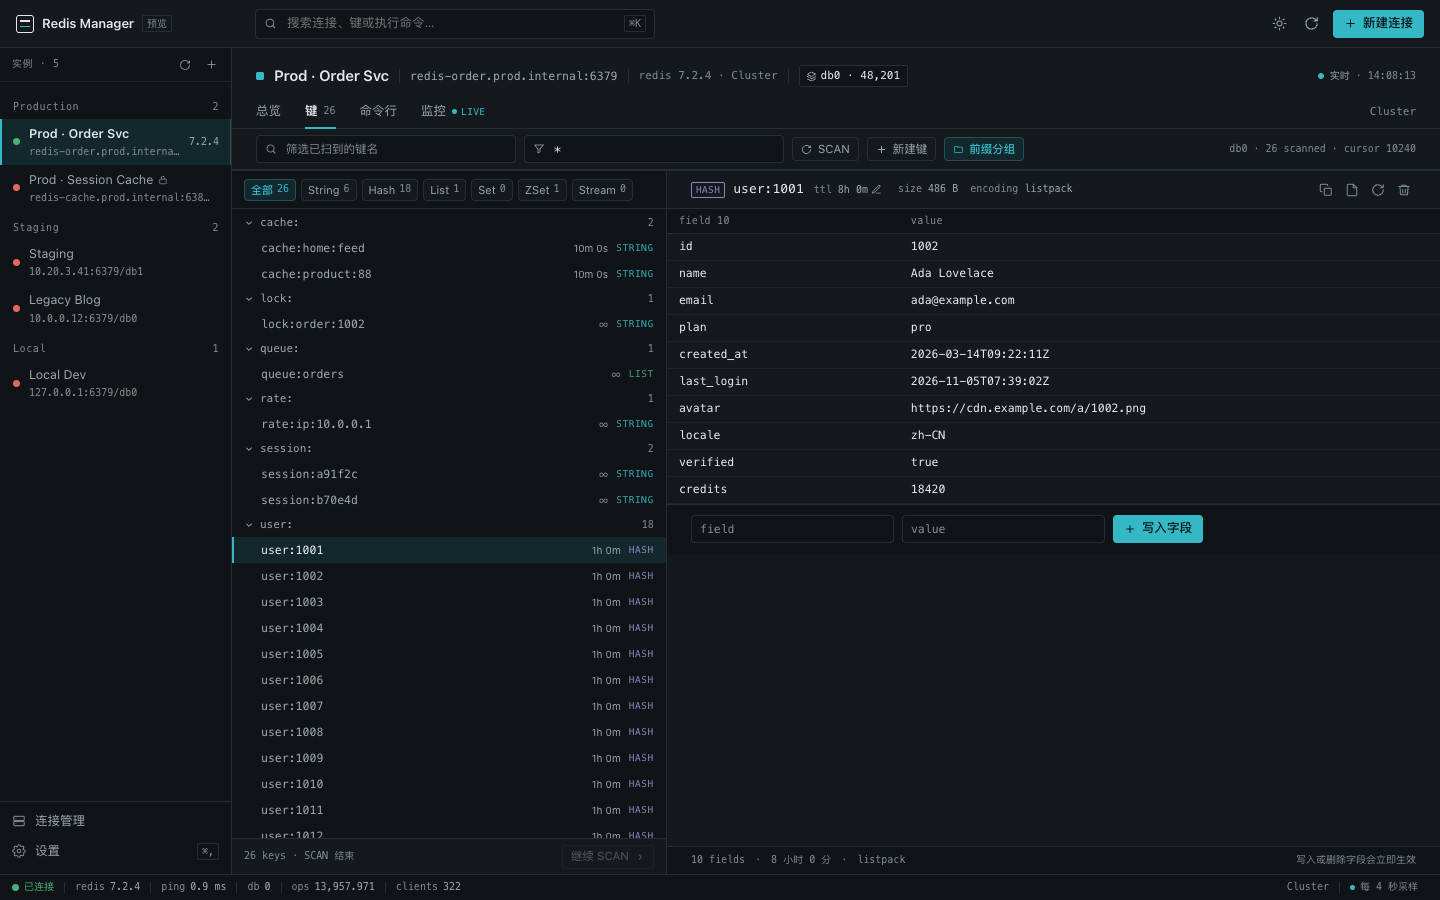 Redis Manager 预览 搜索连接、键或执行命令... ⌘K + 新建连接
实例 · 5
Production 2
Prod · Order Svc
redis-order.prod.interna… 7.2.4
Prod · Session Cache
redis-cache.prod.internal:638…
Staging 2
Staging
10.20.3.41:6379/db1
Legacy Blog
10.0.0.12:6379/db0
Local 1
Local Dev
127.0.0.1:6379/db0
连接管理
设置 ⌘,
Prod · Order Svc redis-order.prod.internal:6379 redis 7.2.4 · Cluster db0 · 48,201 实时 · 14:08:13
总览 键 26 命令行 监控 LIVE Cluster
筛选已扫到的键名 * SCAN + 新建键 前缀分组 db0 · 26 scanned · cursor 10240
全部 26 String 6 Hash 18 List 1 Set 0 ZSet 1 Stream 0
cache: 2
cache:home:feed 10m 0s STRING
cache:product:88 10m 0s STRING
lock: 1
lock:order:1002 ∞ STRING
queue: 1
queue:orders ∞ LIST
rate: 1
rate:ip:10.0.0.1 ∞ STRING
session: 2
session:a91f2c ∞ STRING
session:b70e4d ∞ STRING
user: 18
user:1001 1h 0m HASH
user:1002 1h 0m HASH
user:1003 1h 0m HASH
user:1004 1h 0m HASH
user:1005 1h 0m HASH
user:1006 1h 0m HASH
user:1007 1h 0m HASH
user:1008 1h 0m HASH
user:1009 1h 0m HASH
user:1010 1h 0m HASH
user:1011 1h 0m HASH
user:1012 1h 0m HASH
26 keys · SCAN 结束 继续 SCAN >
HASH user:1001 ttl 8h 0m size 486 B encoding listpack
field 10 value
id 1002
name Ada Lovelace
email ada@example.com
plan pro
created_at 2026-03-14T09:22:11Z
last_login 2026-11-05T07:39:02Z
avatar https://cdn.example.com/a/1002.png
locale zh-CN
verified true
credits 18420
field value + 写入字段
10 fields · 8 小时 0 分 · listpack 写入或删除字段会立即生效
已连接 redis 7.2.4 ping 0.9 ms db 0 ops 13,957.971 clients 322 Cluster 每 4 秒采样